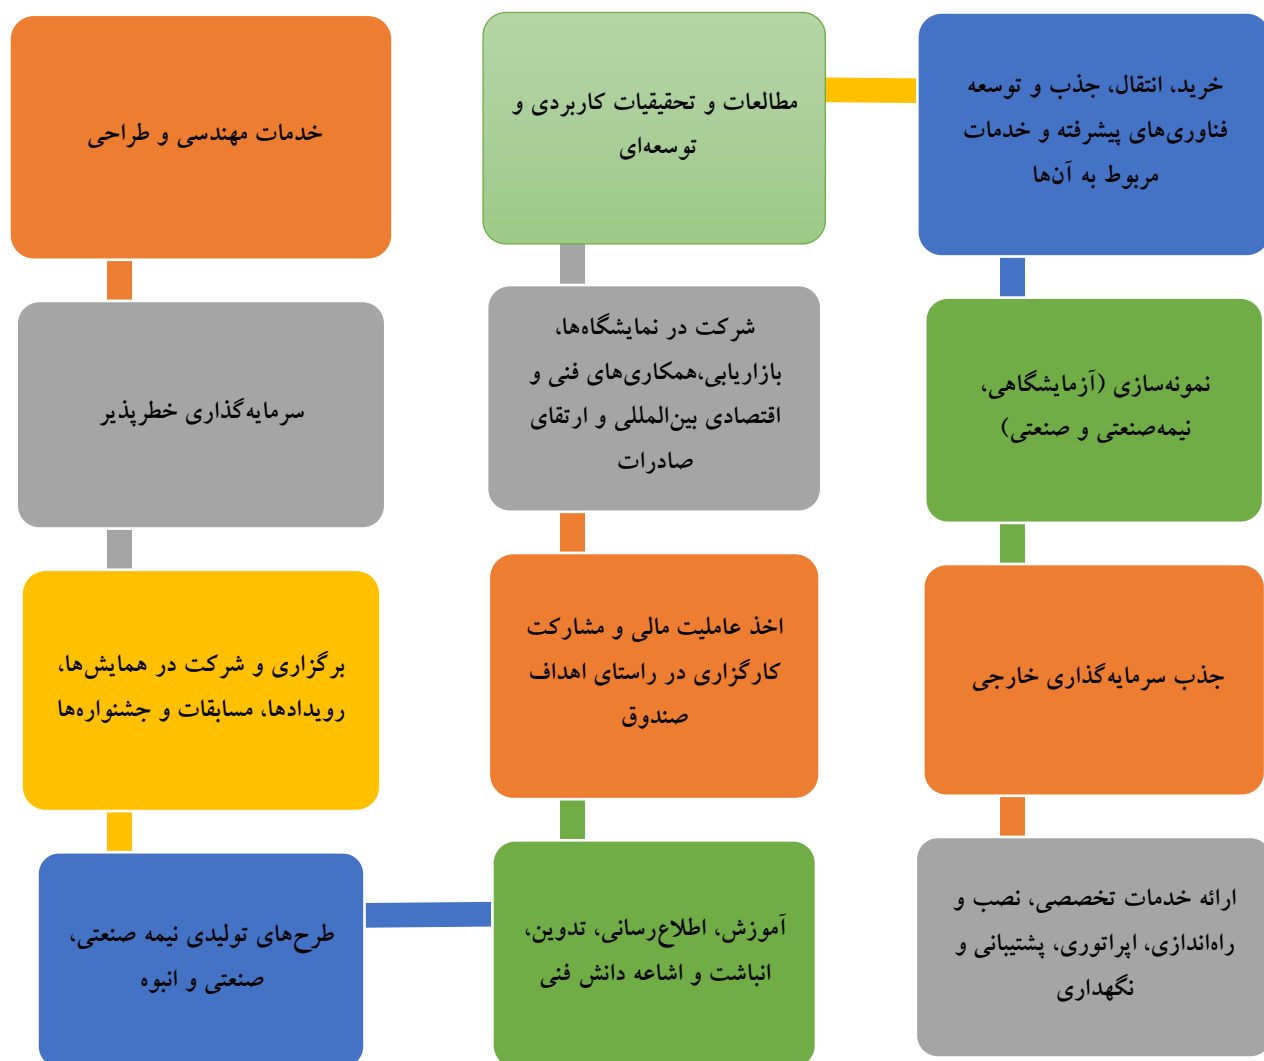 خدمات مهندسی و طراحی
سرمایه‌گذاری خطرپذیر
برگزاری و شرکت در همایش‌ها،
رویدادها، مسابقات و جشنواره‌ها
طرح‌های تولیدی نیمه صنعتی،
صنعتی و انبوه
آموزش، اطلاع‌رسانی، تدوین،
انباشت و اشاعه دانش فنی
اخذ عاملیت مالی و مشارکت
کارگزاری در راستای اهداف
صندوق
شرکت در نمایشگاه‌ها،
بازاریابی،همکاری‌های فنی و
اقتصادی بین‌المللی و ارتقای
صادرات
مطالعات و تحقیقیات کاربردی و
توسعه‌ای
خرید، انتقال، جذب و توسعه
فناوری‌های پیشرفته و خدمات
مربوط به آن‌ها
نمونه‌سازی (آزمایشگاهی،
نیمه‌صنعتی و صنعتی)
جذب سرمایه‌گذاری خارجی
ارائه خدمات تخصصی، نصب و
راه‌اندازی، اپراتوری، پشتیبانی و
نگهداری